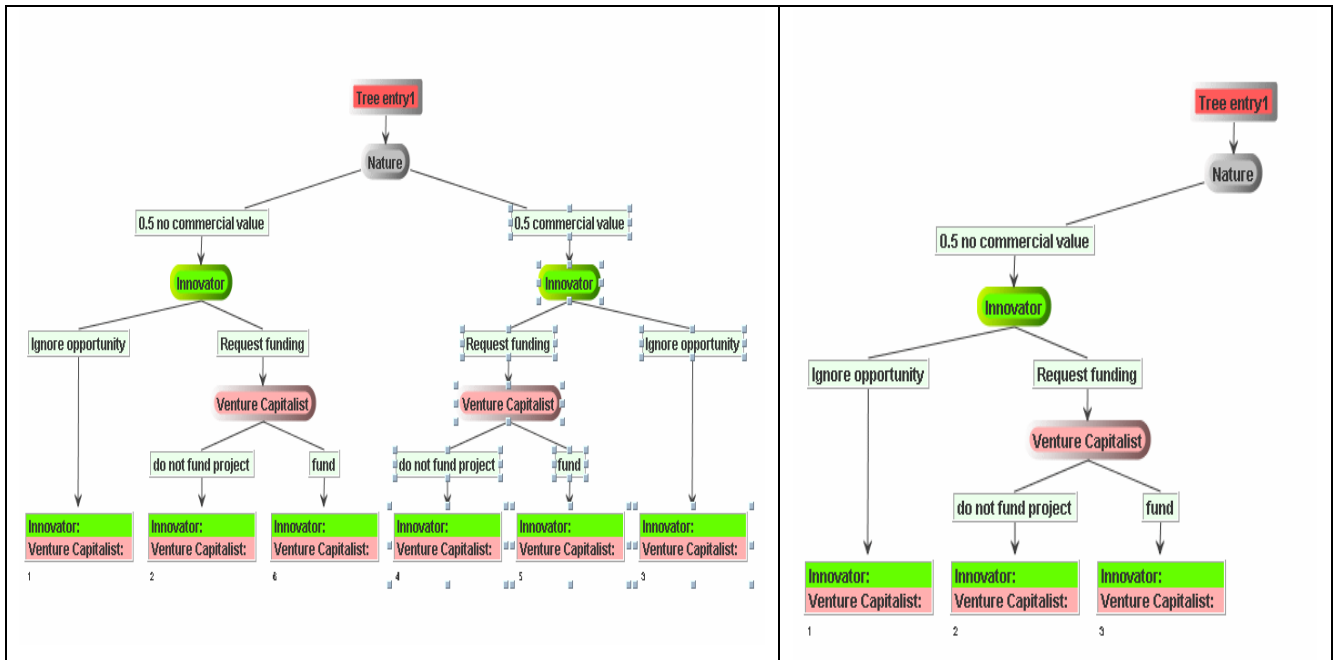 Tree entry1
Nature
0.5 no commercial value
0.5 commercial value
Innovator
Innovator
Ignore opportunity
Request funding
Request funding
Ignore opportunity
Venture Capitalist
Venture Capitalist
do not fund project
fund
do not fund project
fund
Innovator:
Venture Capitalist:
1
Innovator:
Venture Capitalist:
2
Innovator:
Venture Capitalist:
6
Innovator:
Venture Capitalist:
4
Innovator:
Venture Capitalist:
5
Innovator:
Venture Capitalist:
3
Tree entry1
Nature
0.5 no commercial value
Innovator
Ignore opportunity
Request funding
Venture Capitalist
do not fund project
fund
Innovator:
Venture Capitalist:
1
Innovator:
Venture Capitalist:
2
Innovator:
Venture Capitalist:
3